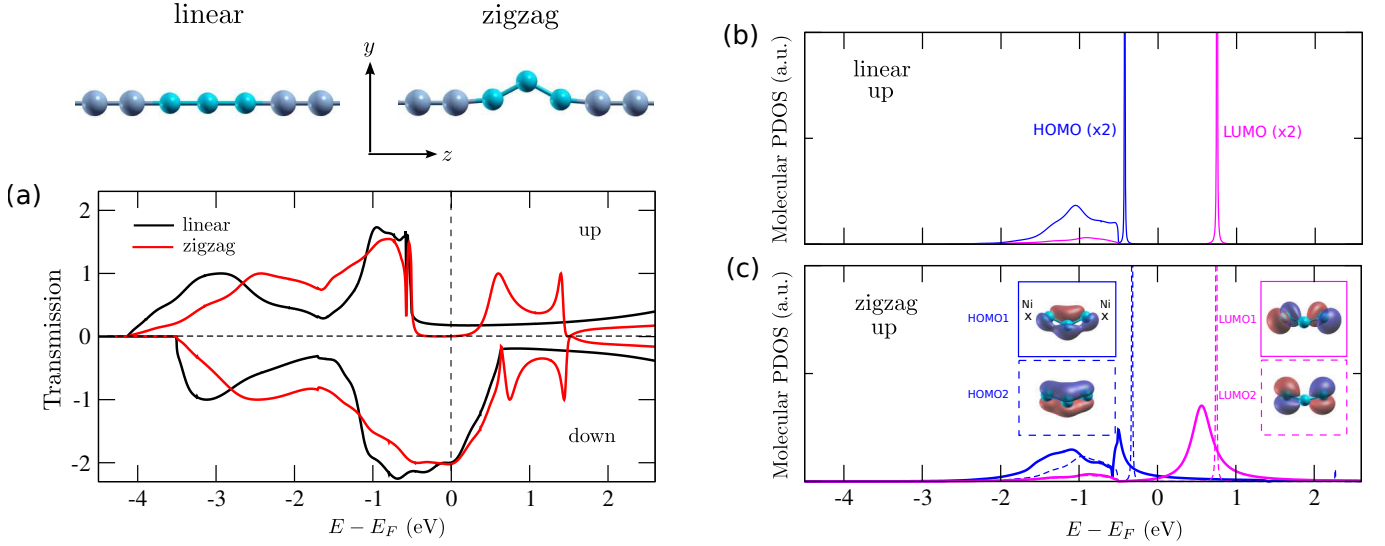 linear
zigzag
y
z
(a)
2
1
0
-1
-2
Transmission
linear
zigzag
up
down
-4
-3
-2
-1
0
1
2
E − E_F (eV)
(b)
Molecular PDOS (a.u.)
linear
up
HOMO (x2)
LUMO (x2)
(c)
Molecular PDOS (a.u.)
zigzag
up
HOMO1
Ni
X
Ni
X
LUMO1
HOMO2
LUMO2
-4
-3
-2
-1
0
1
2
E − E_F (eV)